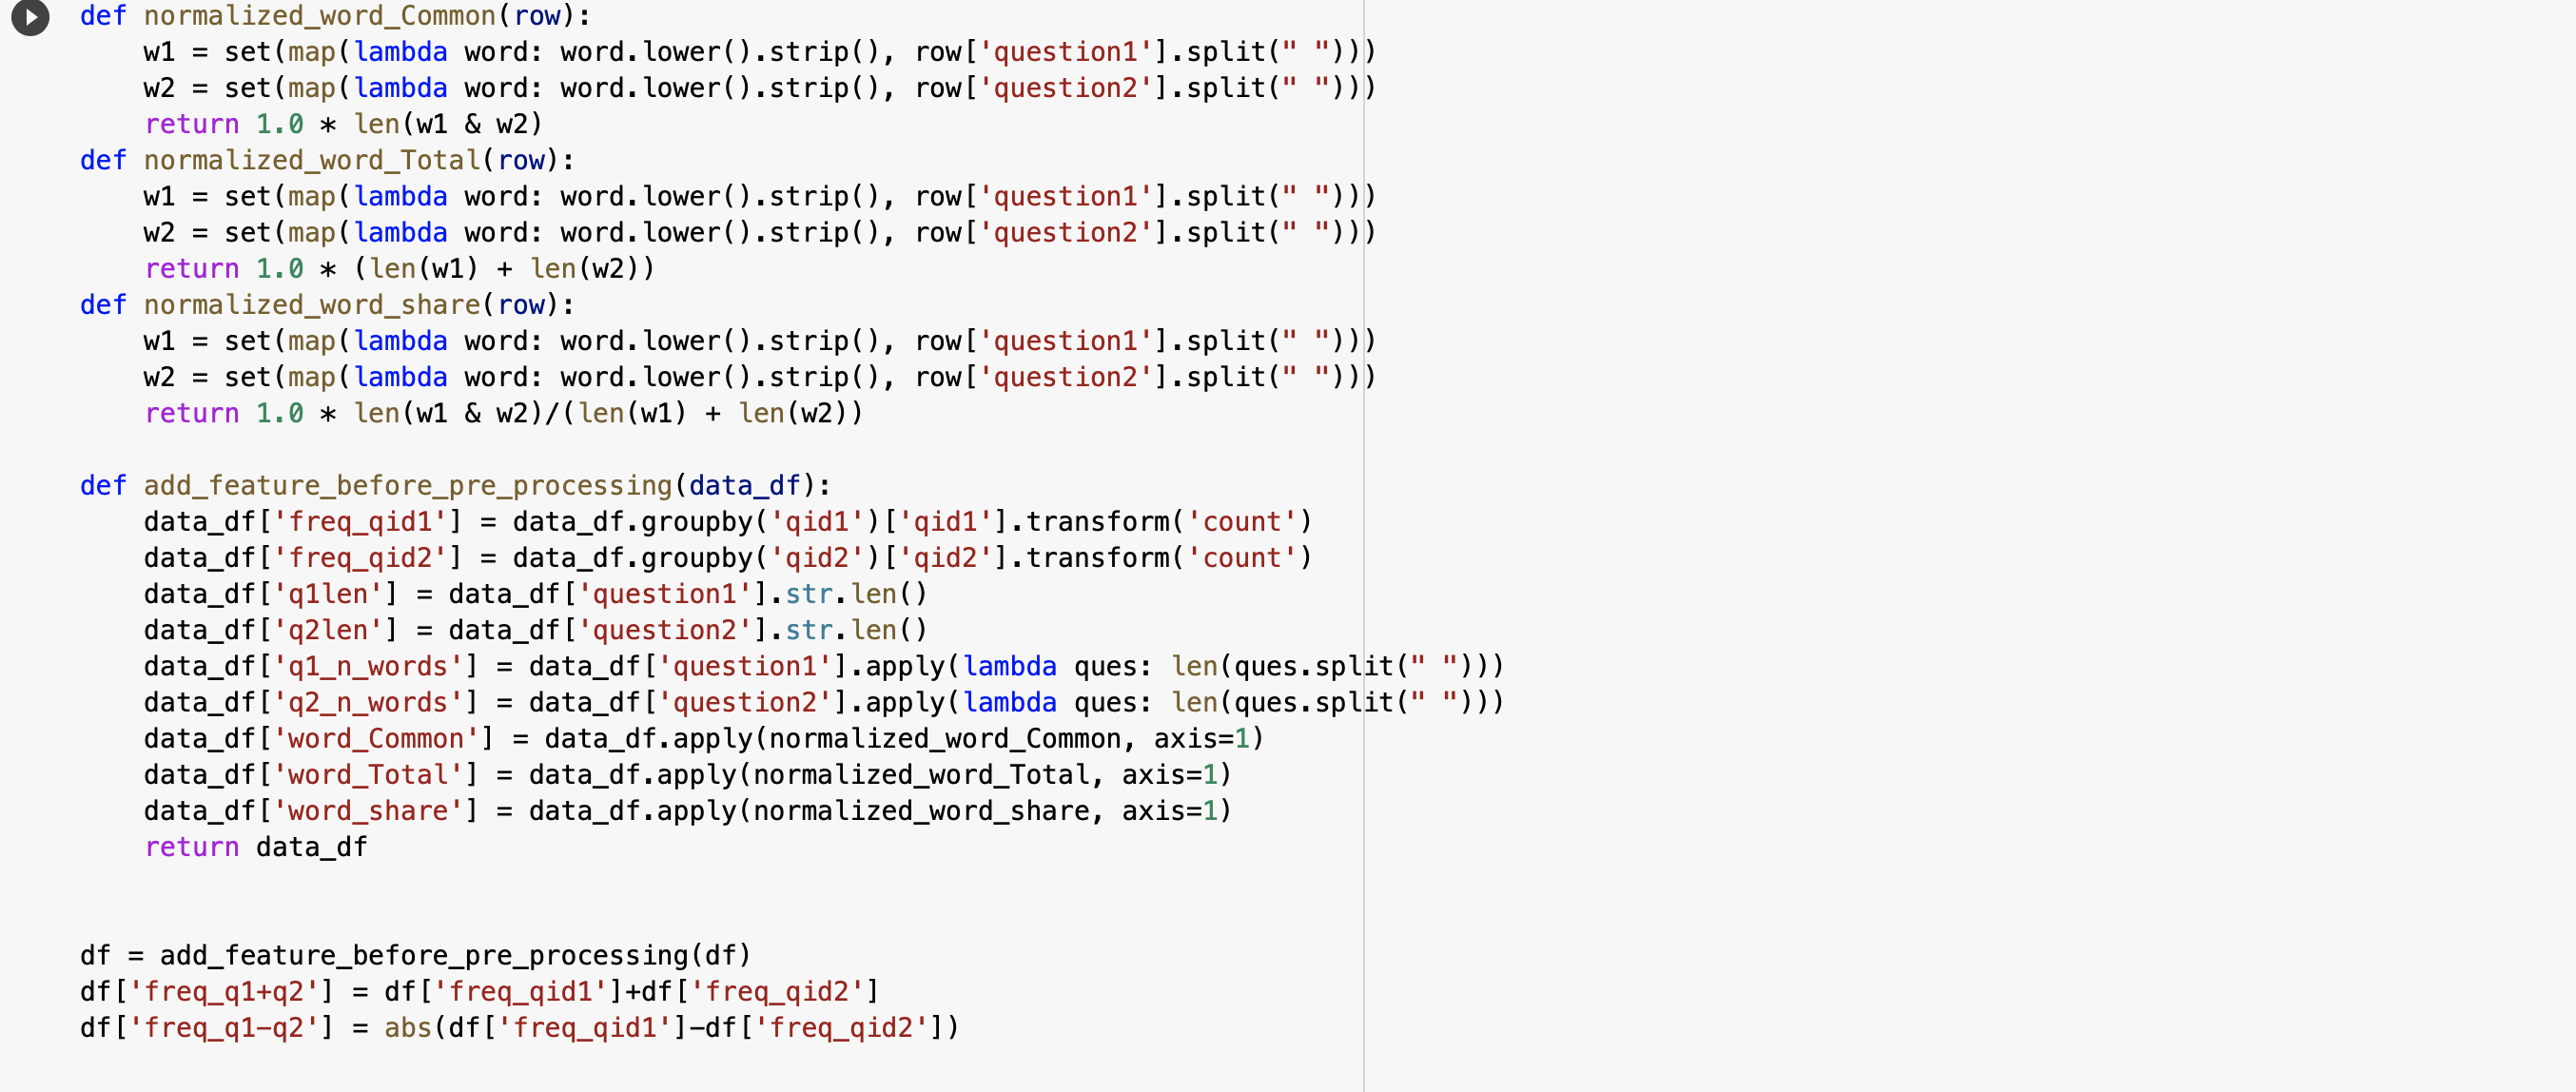 def normalized_word_Common(row):
    w1 = set(map(lambda word: word.lower().strip(), row['question1'].split(" ")))
    w2 = set(map(lambda word: word.lower().strip(), row['question2'].split(" ")))
    return 1.0 * len(w1 & w2)
def normalized_word_Total(row):
    w1 = set(map(lambda word: word.lower().strip(), row['question1'].split(" ")))
    w2 = set(map(lambda word: word.lower().strip(), row['question2'].split(" ")))
    return 1.0 * (len(w1) + len(w2))
def normalized_word_share(row):
    w1 = set(map(lambda word: word.lower().strip(), row['question1'].split(" ")))
    w2 = set(map(lambda word: word.lower().strip(), row['question2'].split(" ")))
    return 1.0 * len(w1 & w2)/(len(w1) + len(w2))

def add_feature_before_pre_processing(data_df):
    data_df['freq_qid1'] = data_df.groupby('qid1')['qid1'].transform('count')
    data_df['freq_qid2'] = data_df.groupby('qid2')['qid2'].transform('count')
    data_df['q1len'] = data_df['question1'].str.len()
    data_df['q2len'] = data_df['question2'].str.len()
    data_df['q1_n_words'] = data_df['question1'].apply(lambda ques: len(ques.split(" ")))
    data_df['q2_n_words'] = data_df['question2'].apply(lambda ques: len(ques.split(" ")))
    data_df['word_Common'] = data_df.apply(normalized_word_Common, axis=1)
    data_df['word_Total'] = data_df.apply(normalized_word_Total, axis=1)
    data_df['word_share'] = data_df.apply(normalized_word_share, axis=1)
    return data_df


df = add_feature_before_pre_processing(df)
df['freq_q1+q2'] = df['freq_qid1']+df['freq_qid2']
df['freq_q1-q2'] = abs(df['freq_qid1']-df['freq_qid2'])